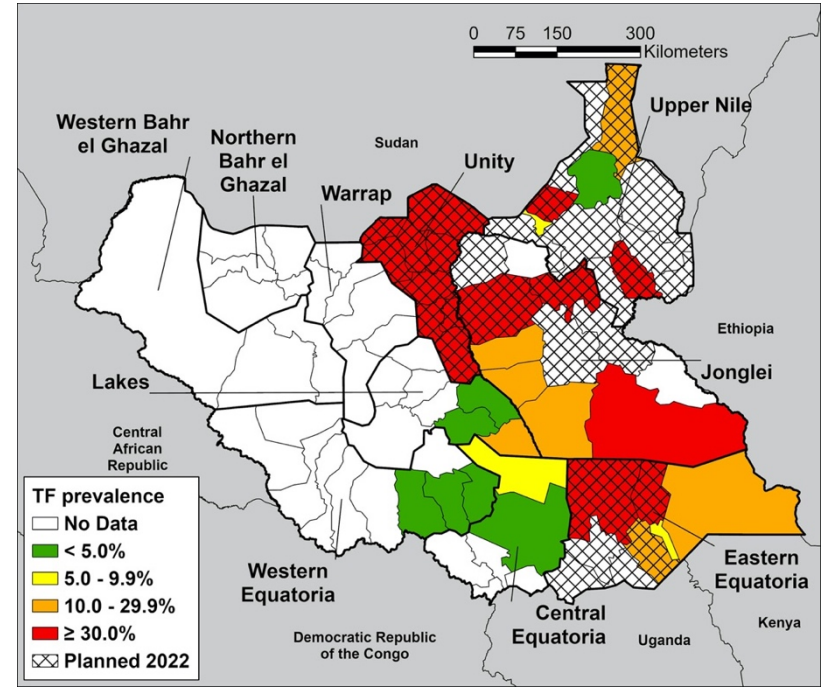 0 75 150 300
Kilometers
Upper Nile
Western Bahr
el Ghazal
Northern
Bahr el
Ghazal
Sudan
Unity
Warrap
Ethiopia
Jonglei
Lakes
Central
African
Republic
TF prevalence
No Data
< 5.0%
5.0 - 9.9%
10.0 - 29.9%
≥ 30.0%
Planned 2022
Western
Equatoria
Democratic Republic
of the Congo
Central
Equatoria
Eastern
Equatoria
Uganda
Kenya